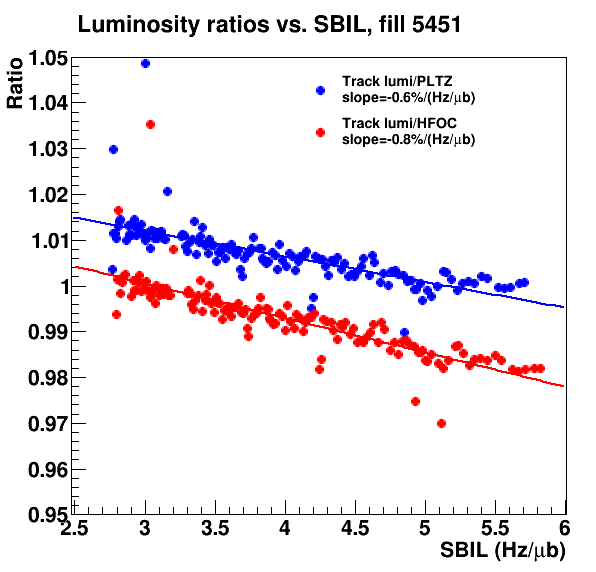 Luminosity ratios vs. SBIL, fill 5451
Ratio
1.05
1.04
1.03
1.02
1.01
1
0.99
0.98
0.97
0.96
0.95
Track lumi/PLTZ
slope=-0.6%/(Hz/μb)
Track lumi/HFOC
slope=-0.8%/(Hz/μb)
2.5 3 3.5 4 4.5 5 5.5 6
SBIL (Hz/μb)